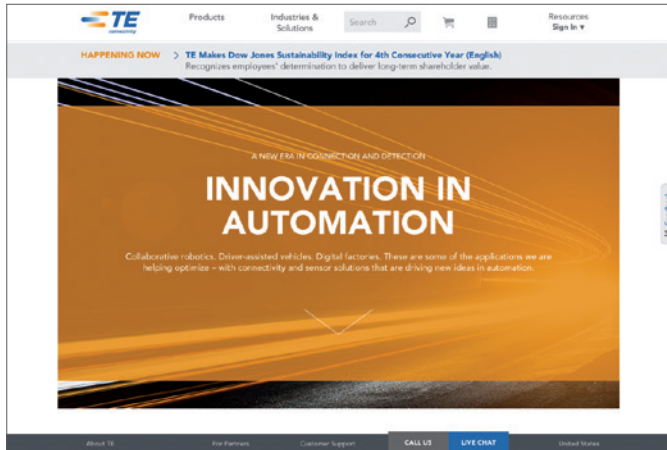 TE
connectivity
Products
Industries &
Solutions
Search
Resources
Sign In ▾
HAPPENING NOW
TE Makes Dow Jones Sustainability Index for 4th Consecutive Year (English)
Recognizes employees' determination to deliver long-term shareholder value.
A NEW ERA IN CONNECTION AND DETECTION
INNOVATION IN
AUTOMATION
Collaborative robotics. Driver-assisted vehicles. Digital factories. These are some of the applications we are
helping optimize – with connectivity and sensor solutions that are driving new ideas in automation.
About TE
For Partners
Customer Support
CALL US
LIVE CHAT
United States